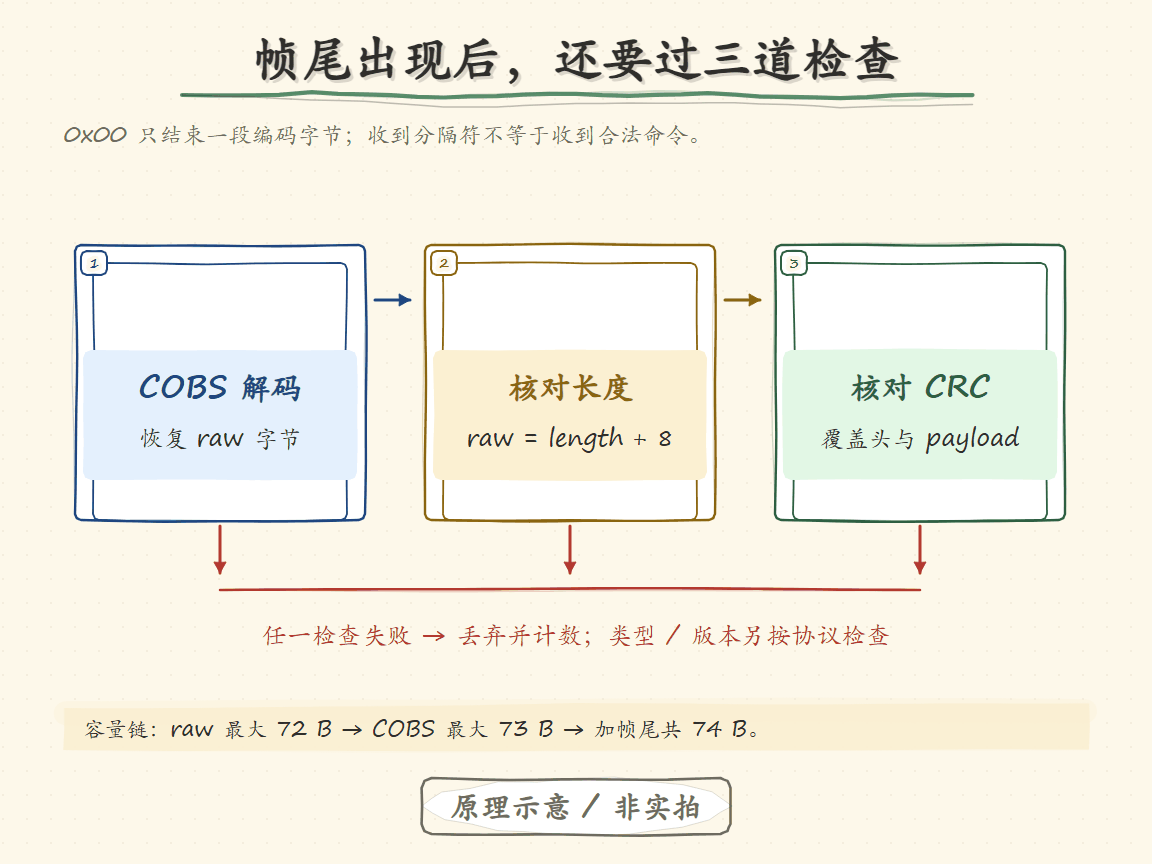 帧尾出现后，还要过三道检查
0x00 只结束一段编码字节；收到分隔符不等于收到合法命令。
1
COBS 解码
恢复 raw 字节
2
核对长度
raw = length + 8
3
核对 CRC
覆盖头与 payload
任一检查失败 → 丢弃并计数；类型 / 版本另按协议检查
容量链：raw 最大 72 B → COBS 最大 73 B → 加帧尾共 74 B。
原理示意 / 非实拍